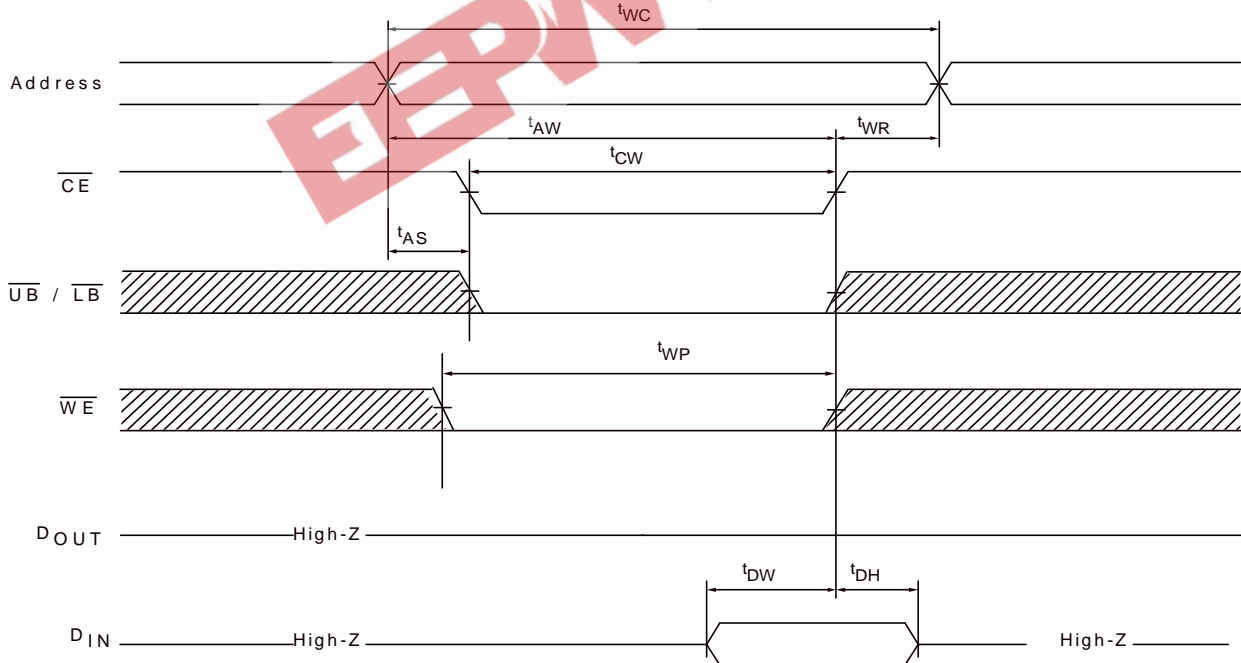 tWC
Address
tAW
tWR
tCW
CE
tAS
UB / LB
tWP
WE
DOUT High-Z
tDW
tDH
DIN High-Z High-Z